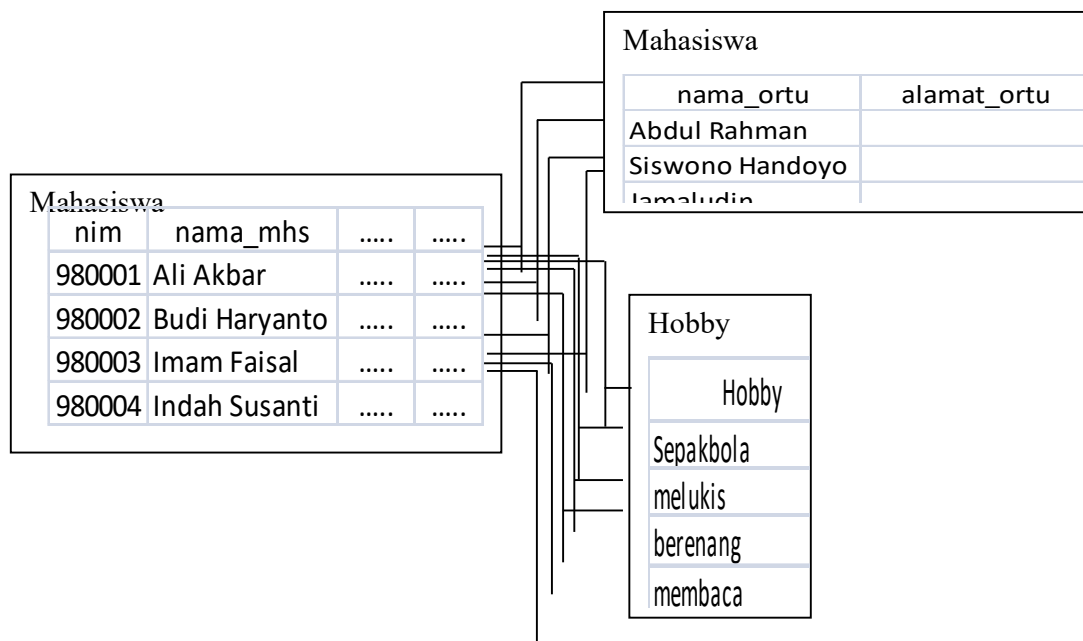 Mahasiswa
nama_ortu alamat_ortu
Abdul Rahman
Siswono Handoyo
Jamaludin
Mahasiswa
nim nama_mhs ..... .....
980001 Ali Akbar ..... .....
980002 Budi Haryanto ..... .....
980003 Imam Faisal ..... .....
980004 Indah Susanti ..... .....
Hobby
Hobby
Sepakbola
melukis
berenang
membaca